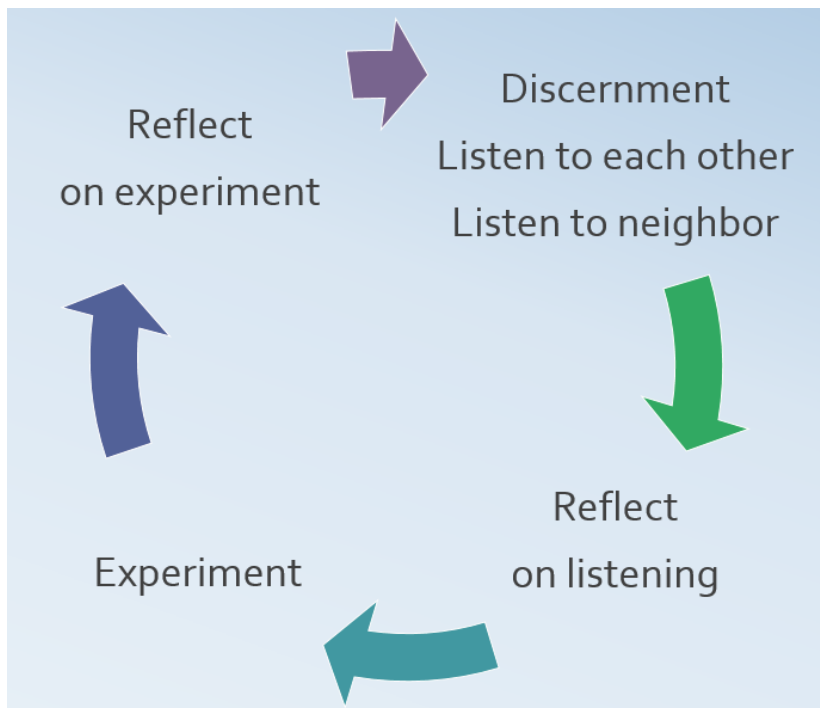 Reflect
on experiment
Discernment
Listen to each other
Listen to neighbor
Reflect
on listening
Experiment